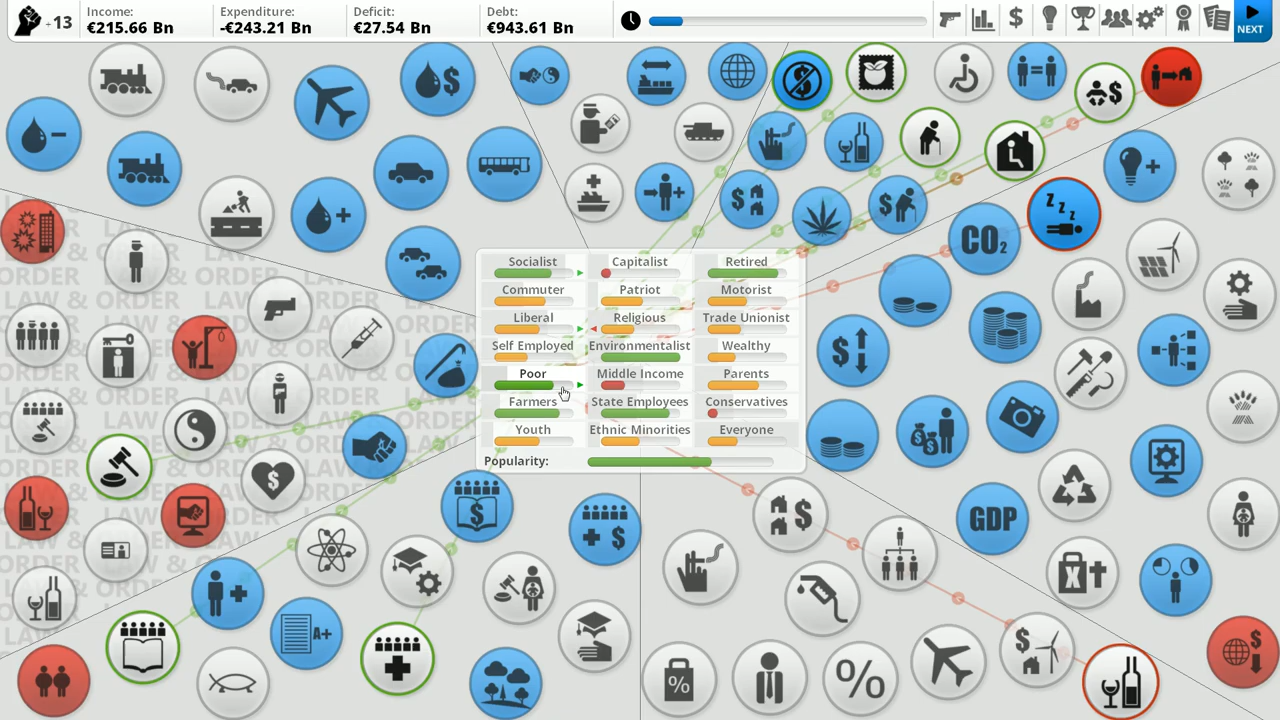 Income:
€215.66 Bn
Expenditure:
-€243.21 Bn
Deficit:
€27.54 Bn
Debt:
€943.61 Bn
+13
NEXT
CO2
$
A+
GDP
%
X
Z Z Z
LAW & ORDER
Socialist
Capitalist
Retired
Commuter
Patriot
Motorist
Liberal
Religious
Trade Unionist
Self Employed
Environmentalist
Wealthy
Poor
Middle Income
Parents
Farmers
State Employees
Conservatives
Youth
Ethnic Minorities
Everyone
Popularity: